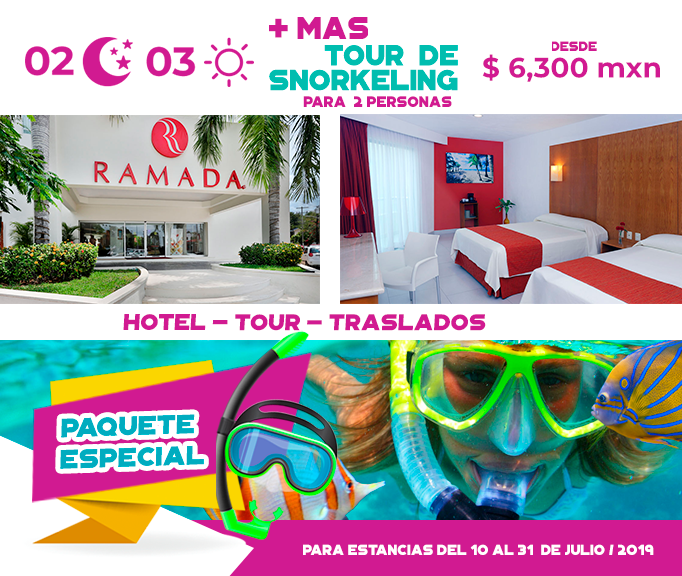 02 03
+ MAS
TOUR DE
SNORKELING
PARA 2 PERSONAS
DESDE
$ 6,300 mxn
RAMADA
HOTEL – TOUR – TRASLADOS
PAQUETE
ESPECIAL
PARA ESTANCIAS DEL 10 AL 31 DE JULIO / 2019